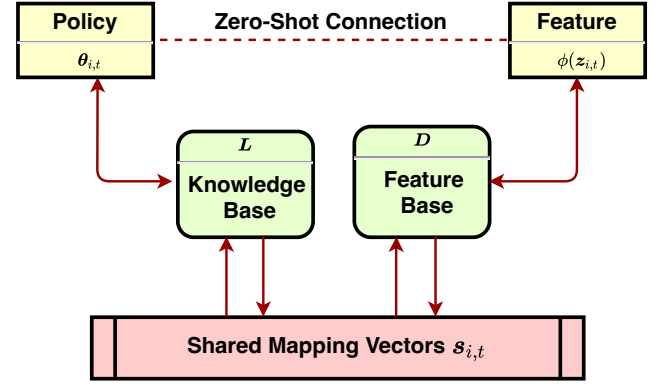 Policy
Zero-Shot Connection
Feature
θ_{i,t}
ϕ(z_{i,t})
L
Knowledge
Base
D
Feature
Base
Shared Mapping Vectors s_{i,t}